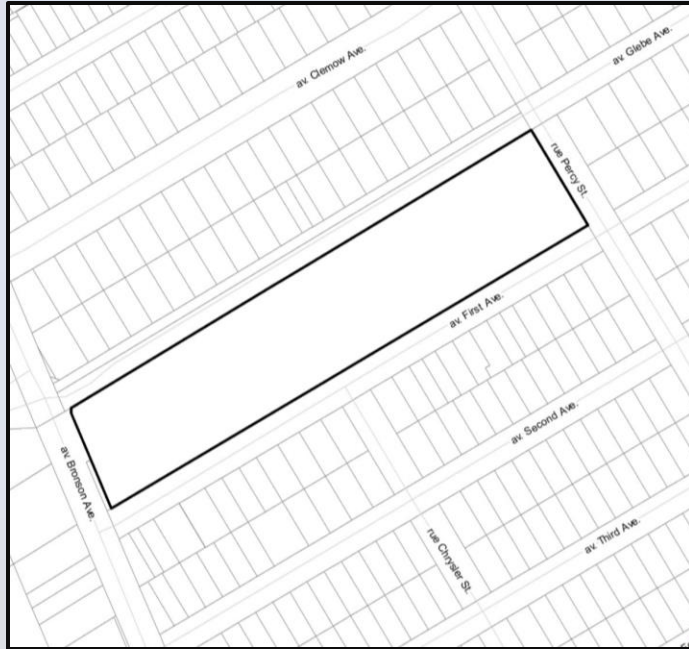 av. Clemow Ave.
av. Glebe Ave.
rue Percy St.
av. First Ave.
av. Second Ave.
av. Bronson Ave.
rue Chrysler St.
av. Third Ave.